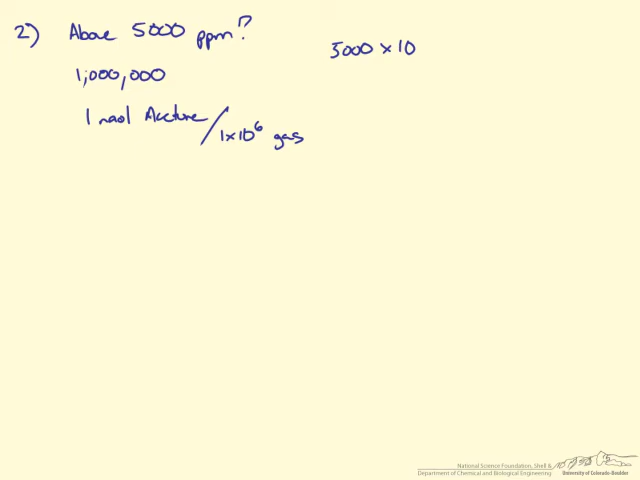 2) Above 5000 ppm?
5000 × 10
1,000,000
1 mol Acetone / 1×10⁶ gas
National Science Foundation, Shell &
Department of Chemical and Biological Engineering
University of Colorado-Boulder